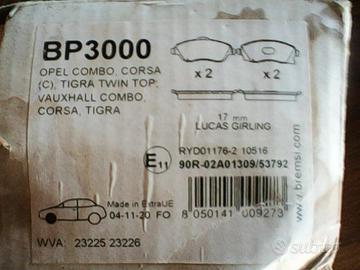 BP3000
OPEL COMBO, CORSA
(C), TIGRA TWIN TOP,
VAUXHALL COMBO,
CORSA, TIGRA
x 2
x 2
17 mm
LUCAS GIRLING
RYD01176-2 10516
E11
90R-02A01309/53792
Made in ExtraUE
04-11-20 FO
8 050141 009273
WVA: 23225 23226
www.bremsi.com
subito